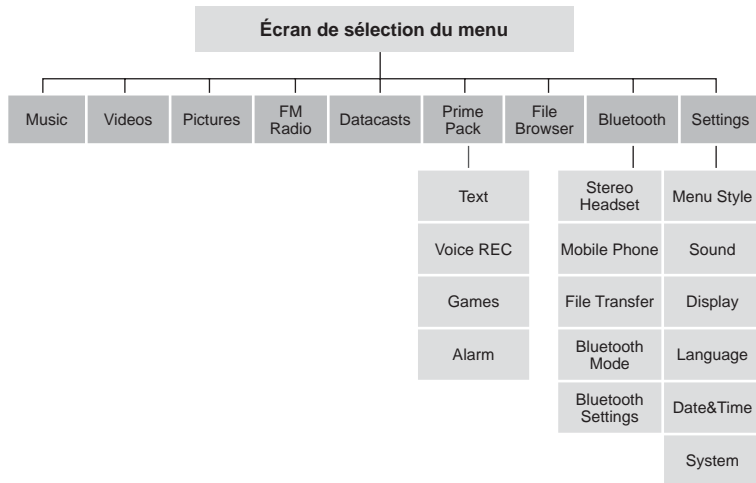 Écran de sélection du menu
Music
Videos
Pictures
FM
Radio
Datacasts
Prime
Pack
File
Browser
Bluetooth
Settings
Text
Voice REC
Games
Alarm
Stereo
Headset
Mobile Phone
File Transfer
Bluetooth
Mode
Bluetooth
Settings
Menu Style
Sound
Display
Language
Date&Time
System